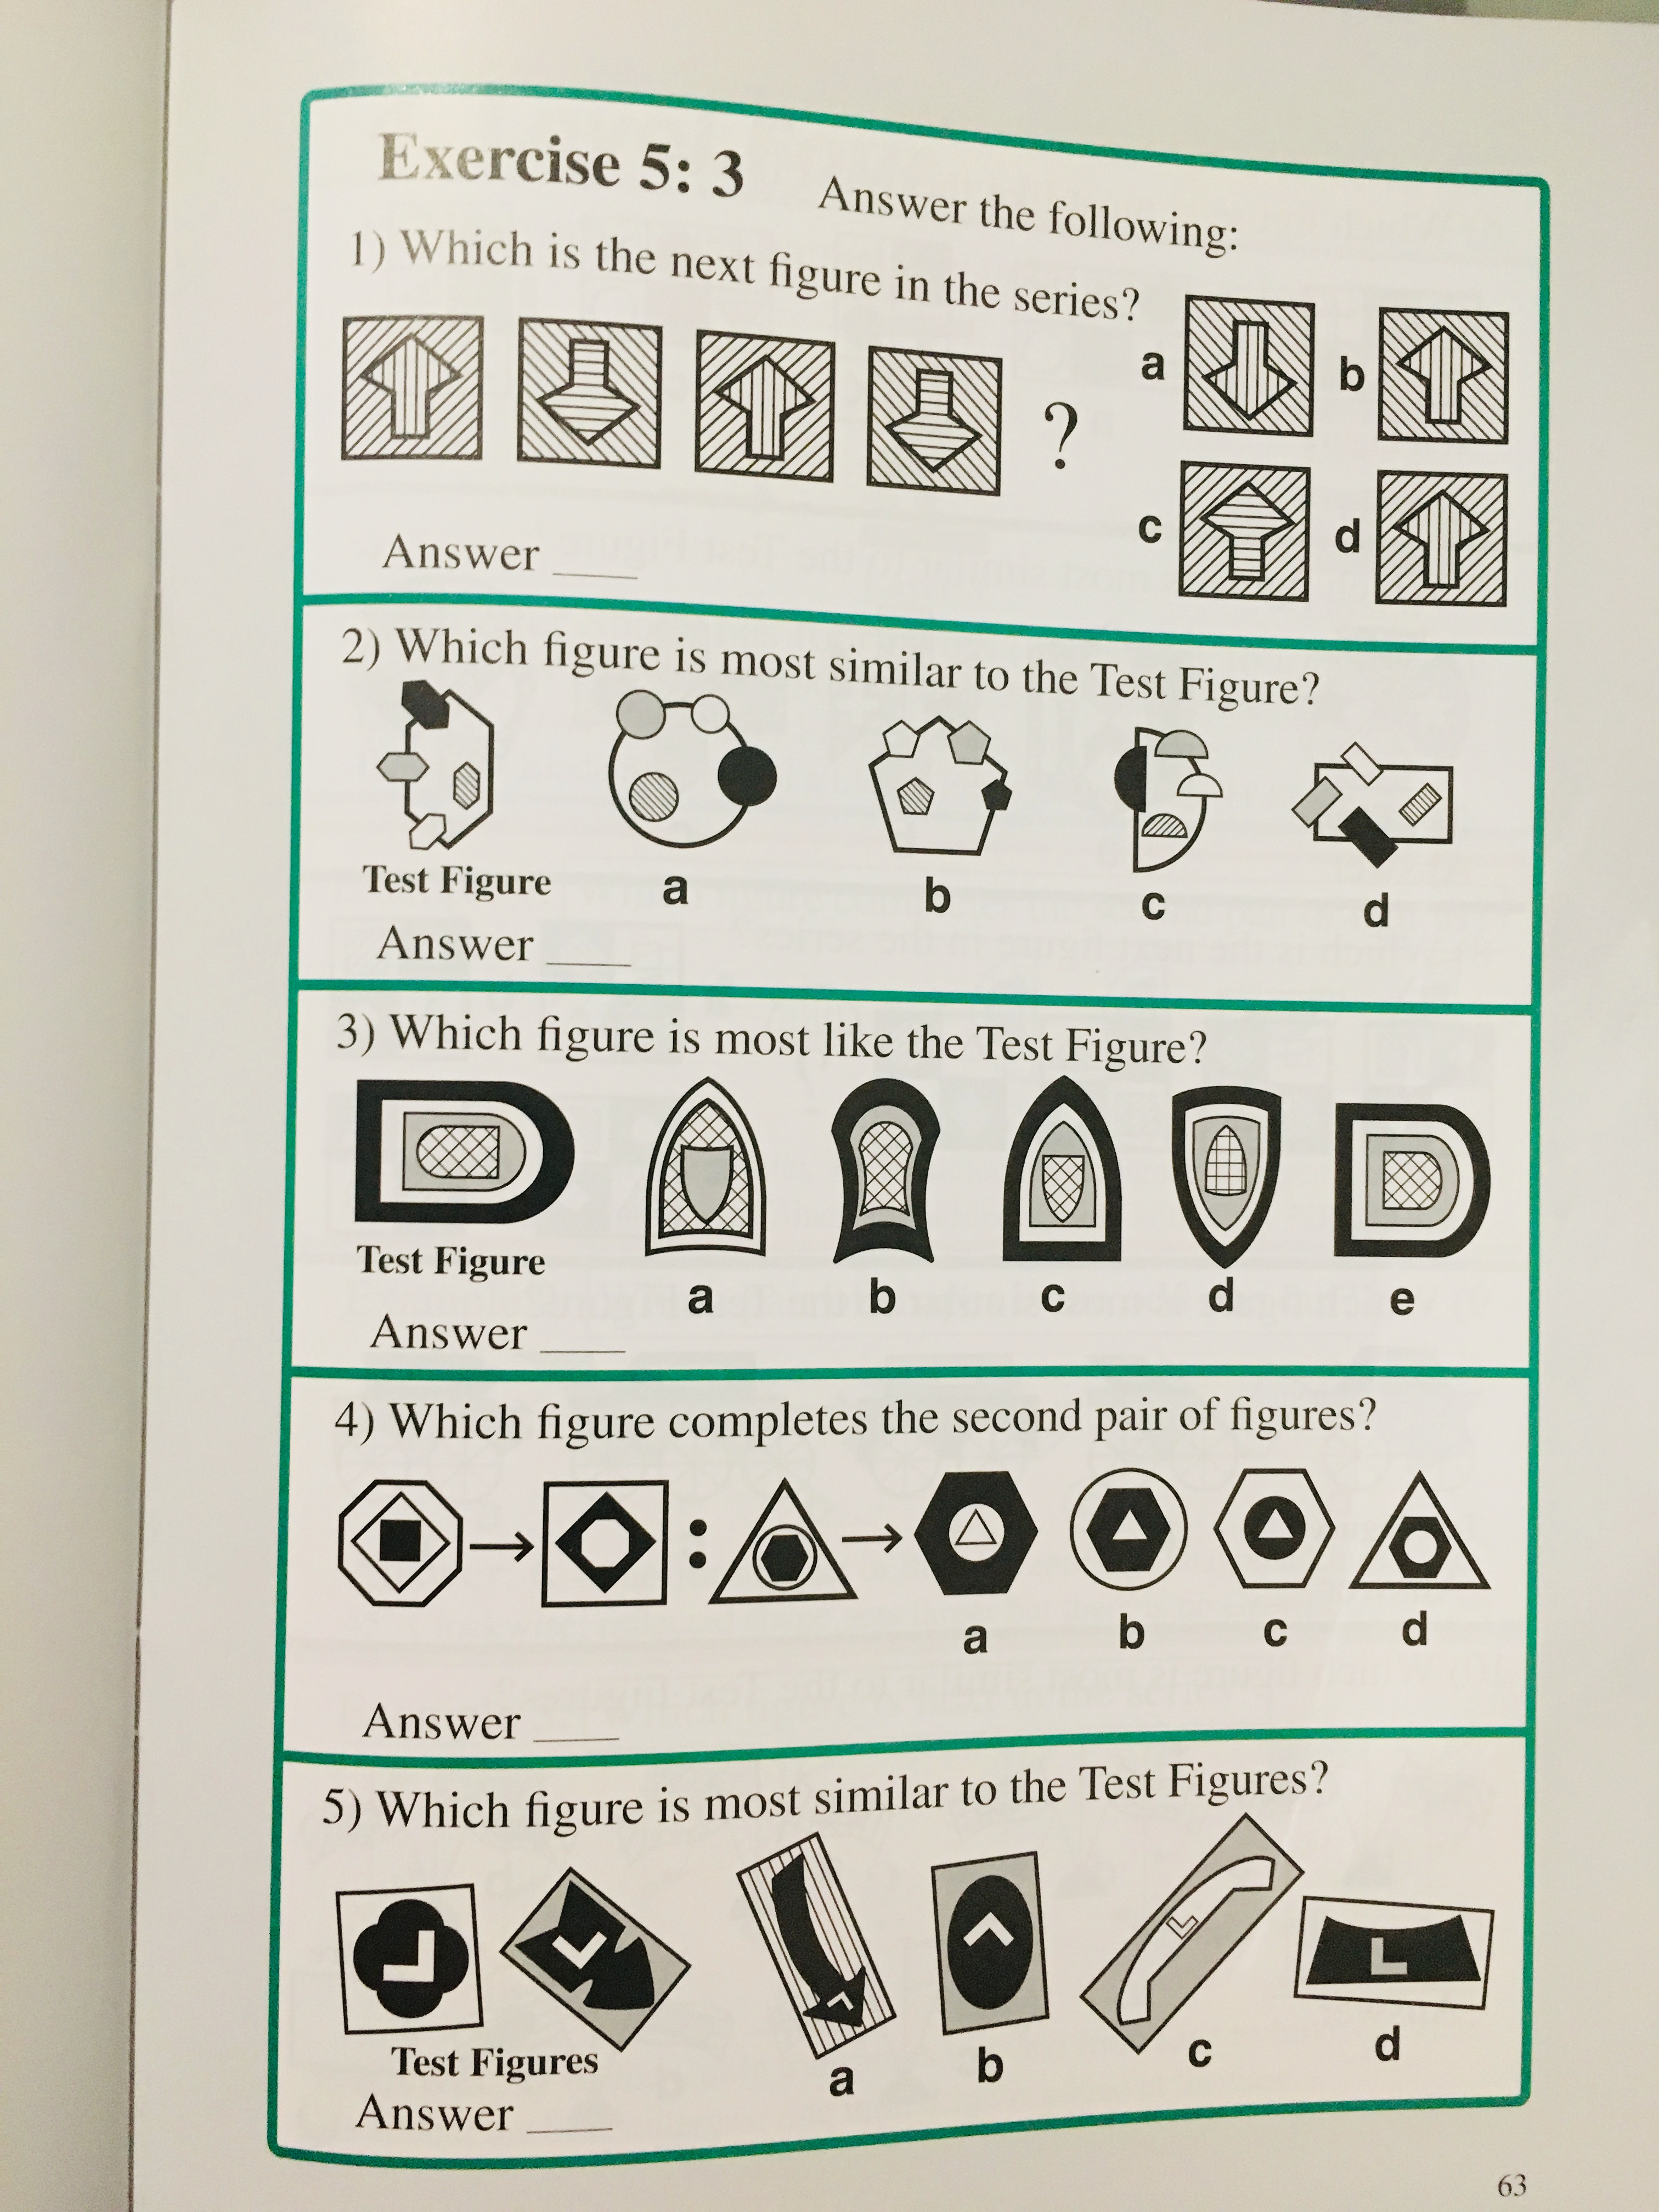 Exercise 5: 3 Answer the following:
1) Which is the next figure in the series?
a b
?
c d
Answer ____
2) Which figure is most similar to the Test Figure?
Test Figure a b c d
Answer ____
3) Which figure is most like the Test Figure?
Test Figure a b c d e
Answer ____
4) Which figure completes the second pair of figures?
a b c d
Answer ____
5) Which figure is most similar to the Test Figures?
Test Figures a b c d
Answer ____
63